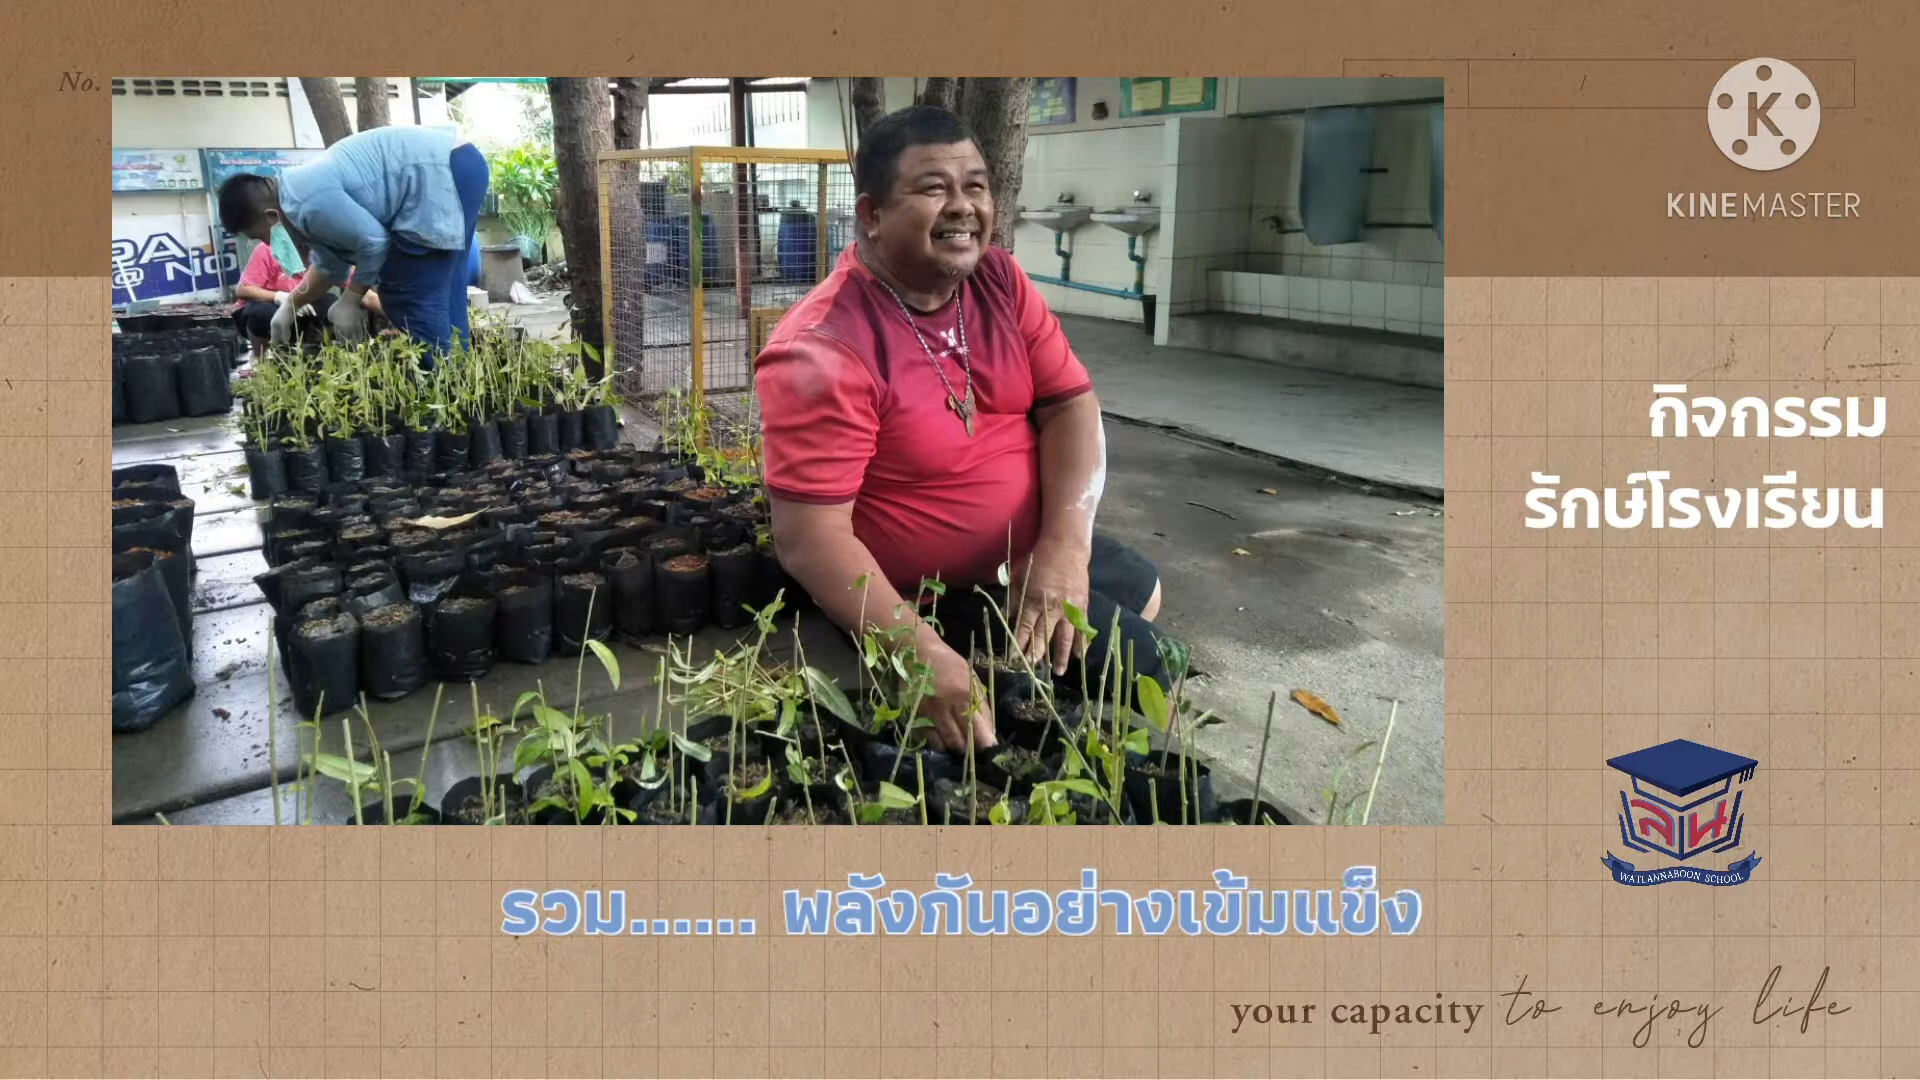 No.
KINEMASTER
กิจกรรม
รักษ์โรงเรียน
ลน
WATLANNABOON SCHOOL
รวม...... พลังกันอย่างเข้มแข็ง
your capacity to enjoy life